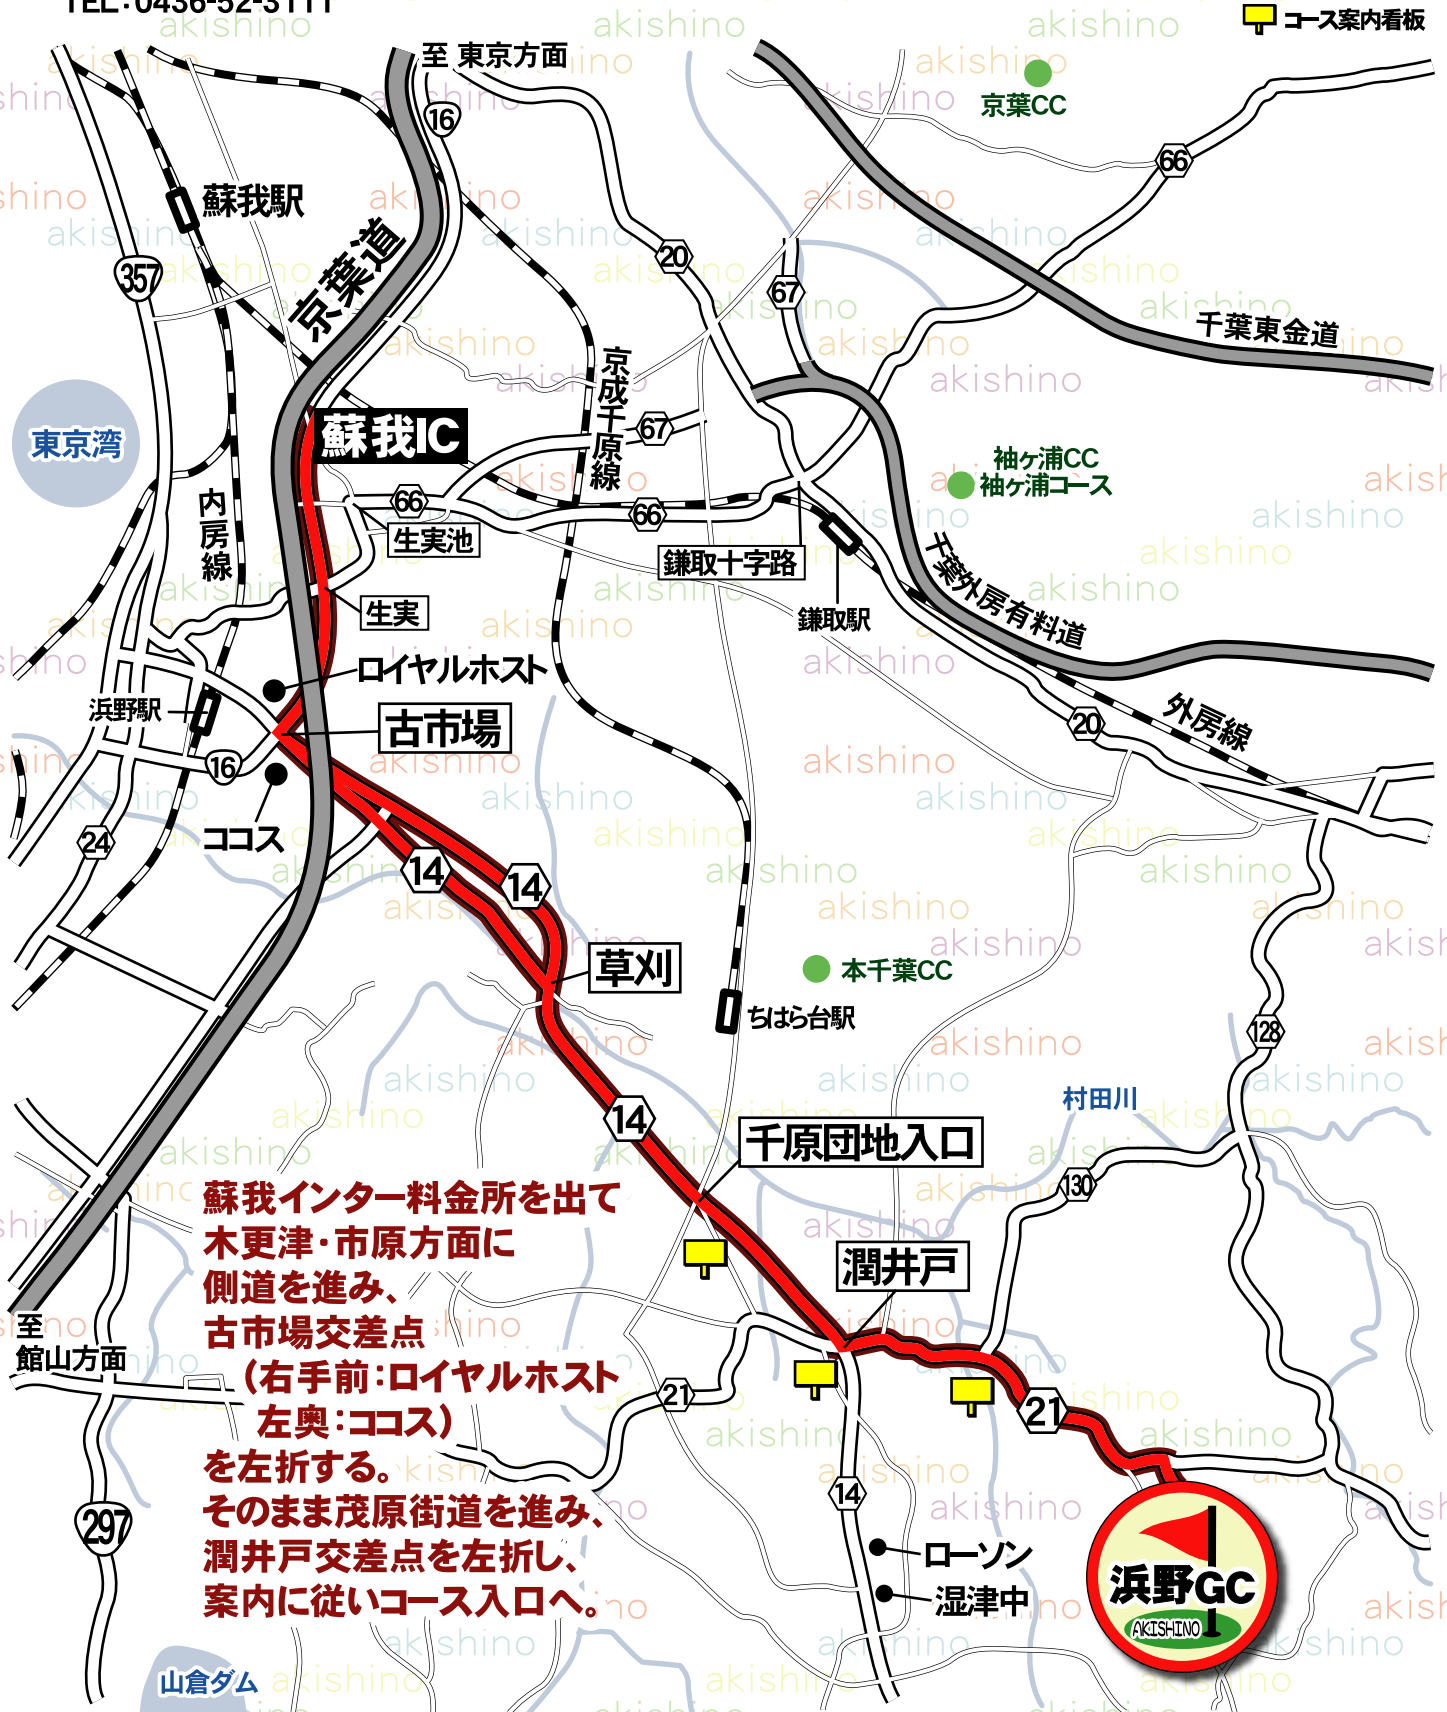 TEL:0436-52-3111
コース案内看板
至 東京方面
16
京葉CC
66
蘇我駅
20
357
京葉道
67
千葉東金道
京成千原線
東京湾
蘇我IC
67
袖ヶ浦CC
袖ヶ浦コース
内房線
66
66
生実池
鎌取十字路
千葉外房有料道
生実
鎌取駅
ロイヤルホスト
浜野駅
古市場
20
外房線
16
ココス
24
14
14
草刈
本千葉CC
ちはら台駅
128
村田川
14
千原団地入口
130
潤井戸
蘇我インター料金所を出て
木更津・市原方面に
側道を進み、
古市場交差点
(右手前:ロイヤルホスト
左奥:ココス)
を左折する。
そのまま茂原街道を進み、
潤井戸交差点を左折し、
案内に従いコース入口へ。
至
館山方面
21
21
14
297
ローソン
湿津中
浜野GC
AKISHINO
山倉ダム
akishino